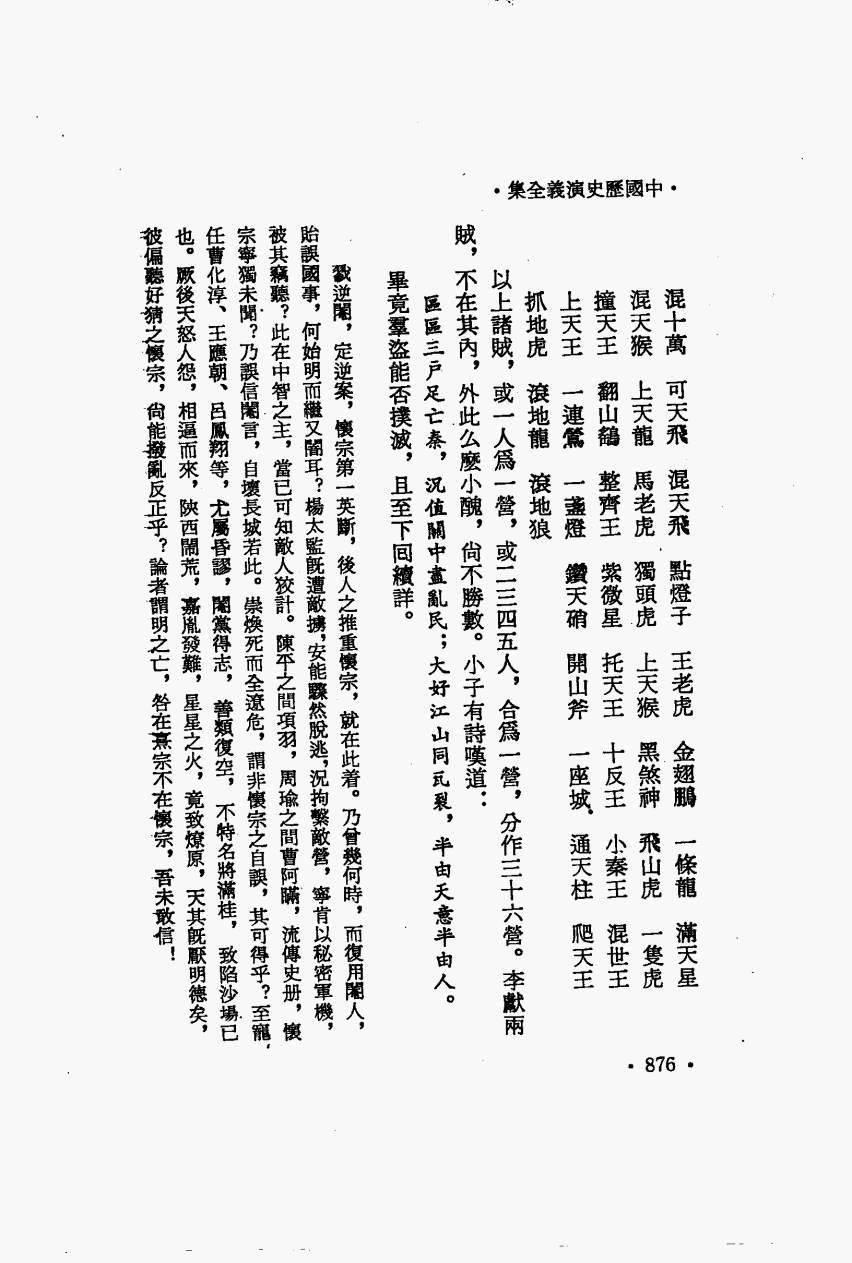 •中國歷史演義全集•
混十萬　可天飛　混天飛　點燈子　王老虎　金翅鵬　一條龍　滿天星
混天猴　上天龍　馬老虎　獨頭虎　上天猴　黑煞神　飛山虎　一隻虎
撞天王　翻山鷂　整齊王　紫微星　托天王　十反王　小秦王　混世王
上天王　一連鶯　一盞燈　鑽天硝　開山斧　一座城　通天柱　爬天王
抓地虎　滾地龍　滾地狼
以上諸賊，或一人爲一營，或二三四五人，合爲一營，分作三十六營。李獻兩
賊，不在其內，外此么麼小醜，尙不勝數。小子有詩嘆道：
區區三戶足亡秦，況值關中盡亂民；大好江山同瓦裂，半由天意半由人。
畢竟羣盜能否撲滅，且至下回續詳。
戮逆閹，定逆案，懷宗第一英斷，後人之推重懷宗，就在此着。乃曾幾何時，而復用閹人，
貽誤國事，何始明而繼又闇耳？楊太監旣遭敵擄，安能驟然脫逃，況拘繫敵營，寧肯以秘密軍機，
被其竊聽？此在中智之主，當已可知敵人狡計。陳平之間項羽，周瑜之間曹阿瞞，流傳史册，懷
宗寧獨未聞？乃誤信閹言，自壞長城若此。崇煥死而全遼危，謂非懷宗之自誤，其可得乎？至寵
任曹化淳、王應朝、呂鳳翔等，尤屬昏謬，閹黨得志，善類復空，不特名將滿桂，致陷沙場已
也。厥後天怒人怨，相逼而來，陝西鬧荒，嘉胤發難，星星之火，竟致燎原，天其旣厭明德矣，
彼偏聽好猜之懷宗，尙能撥亂反正乎？論者謂明之亡，咎在熹宗不在懷宗，吾未敢信！
•876•